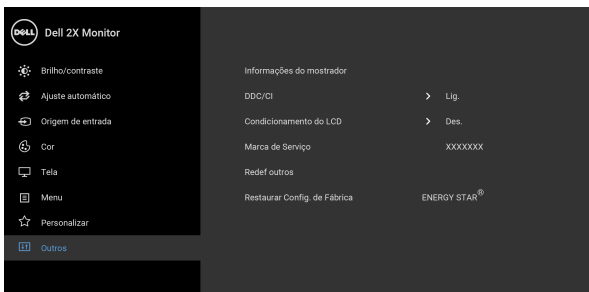 DELL Dell 2X Monitor
Brilho/contraste
Ajuste automático
Origem de entrada
Cor
Tela
Menu
Personalizar
Outros
Informações do mostrador
DDC/CI Lig.
Condicionamento do LCD Des.
Marca de Serviço XXXXXXX
Redef outros
Restaurar Config. de Fábrica ENERGY STAR®